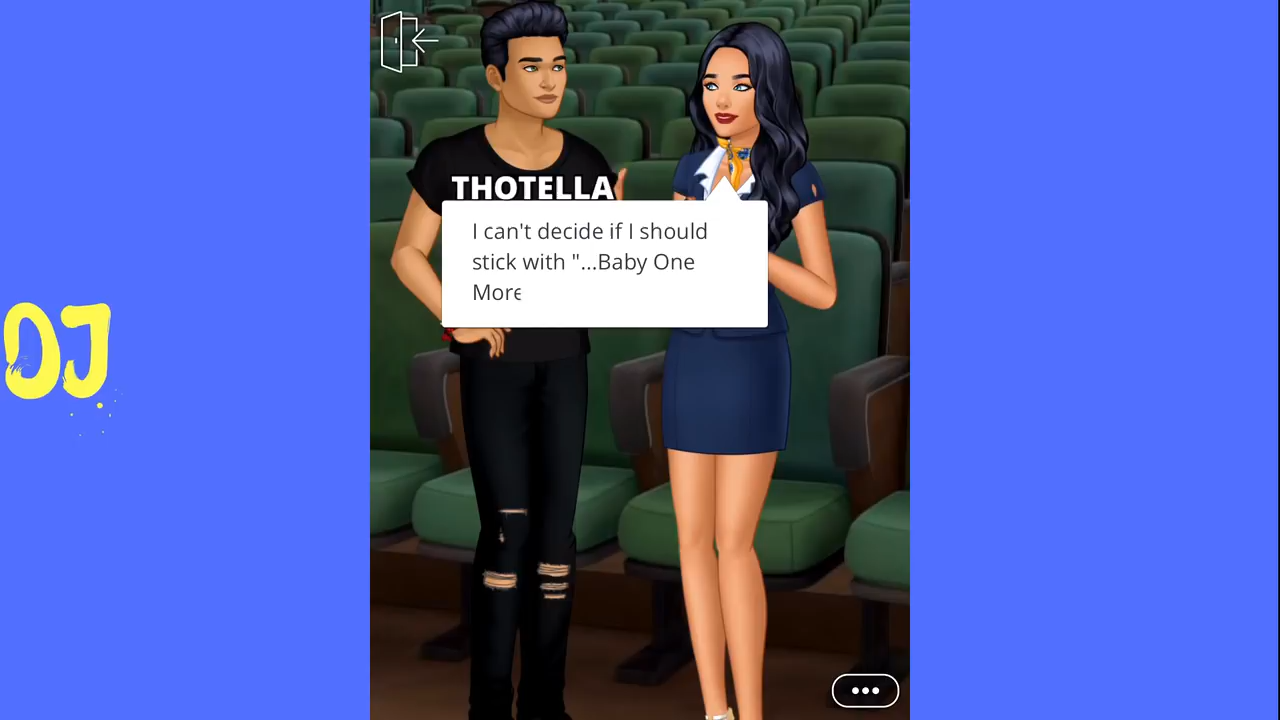 THOTELLA
I can't decide if I should
stick with "...Baby One
More
DJ